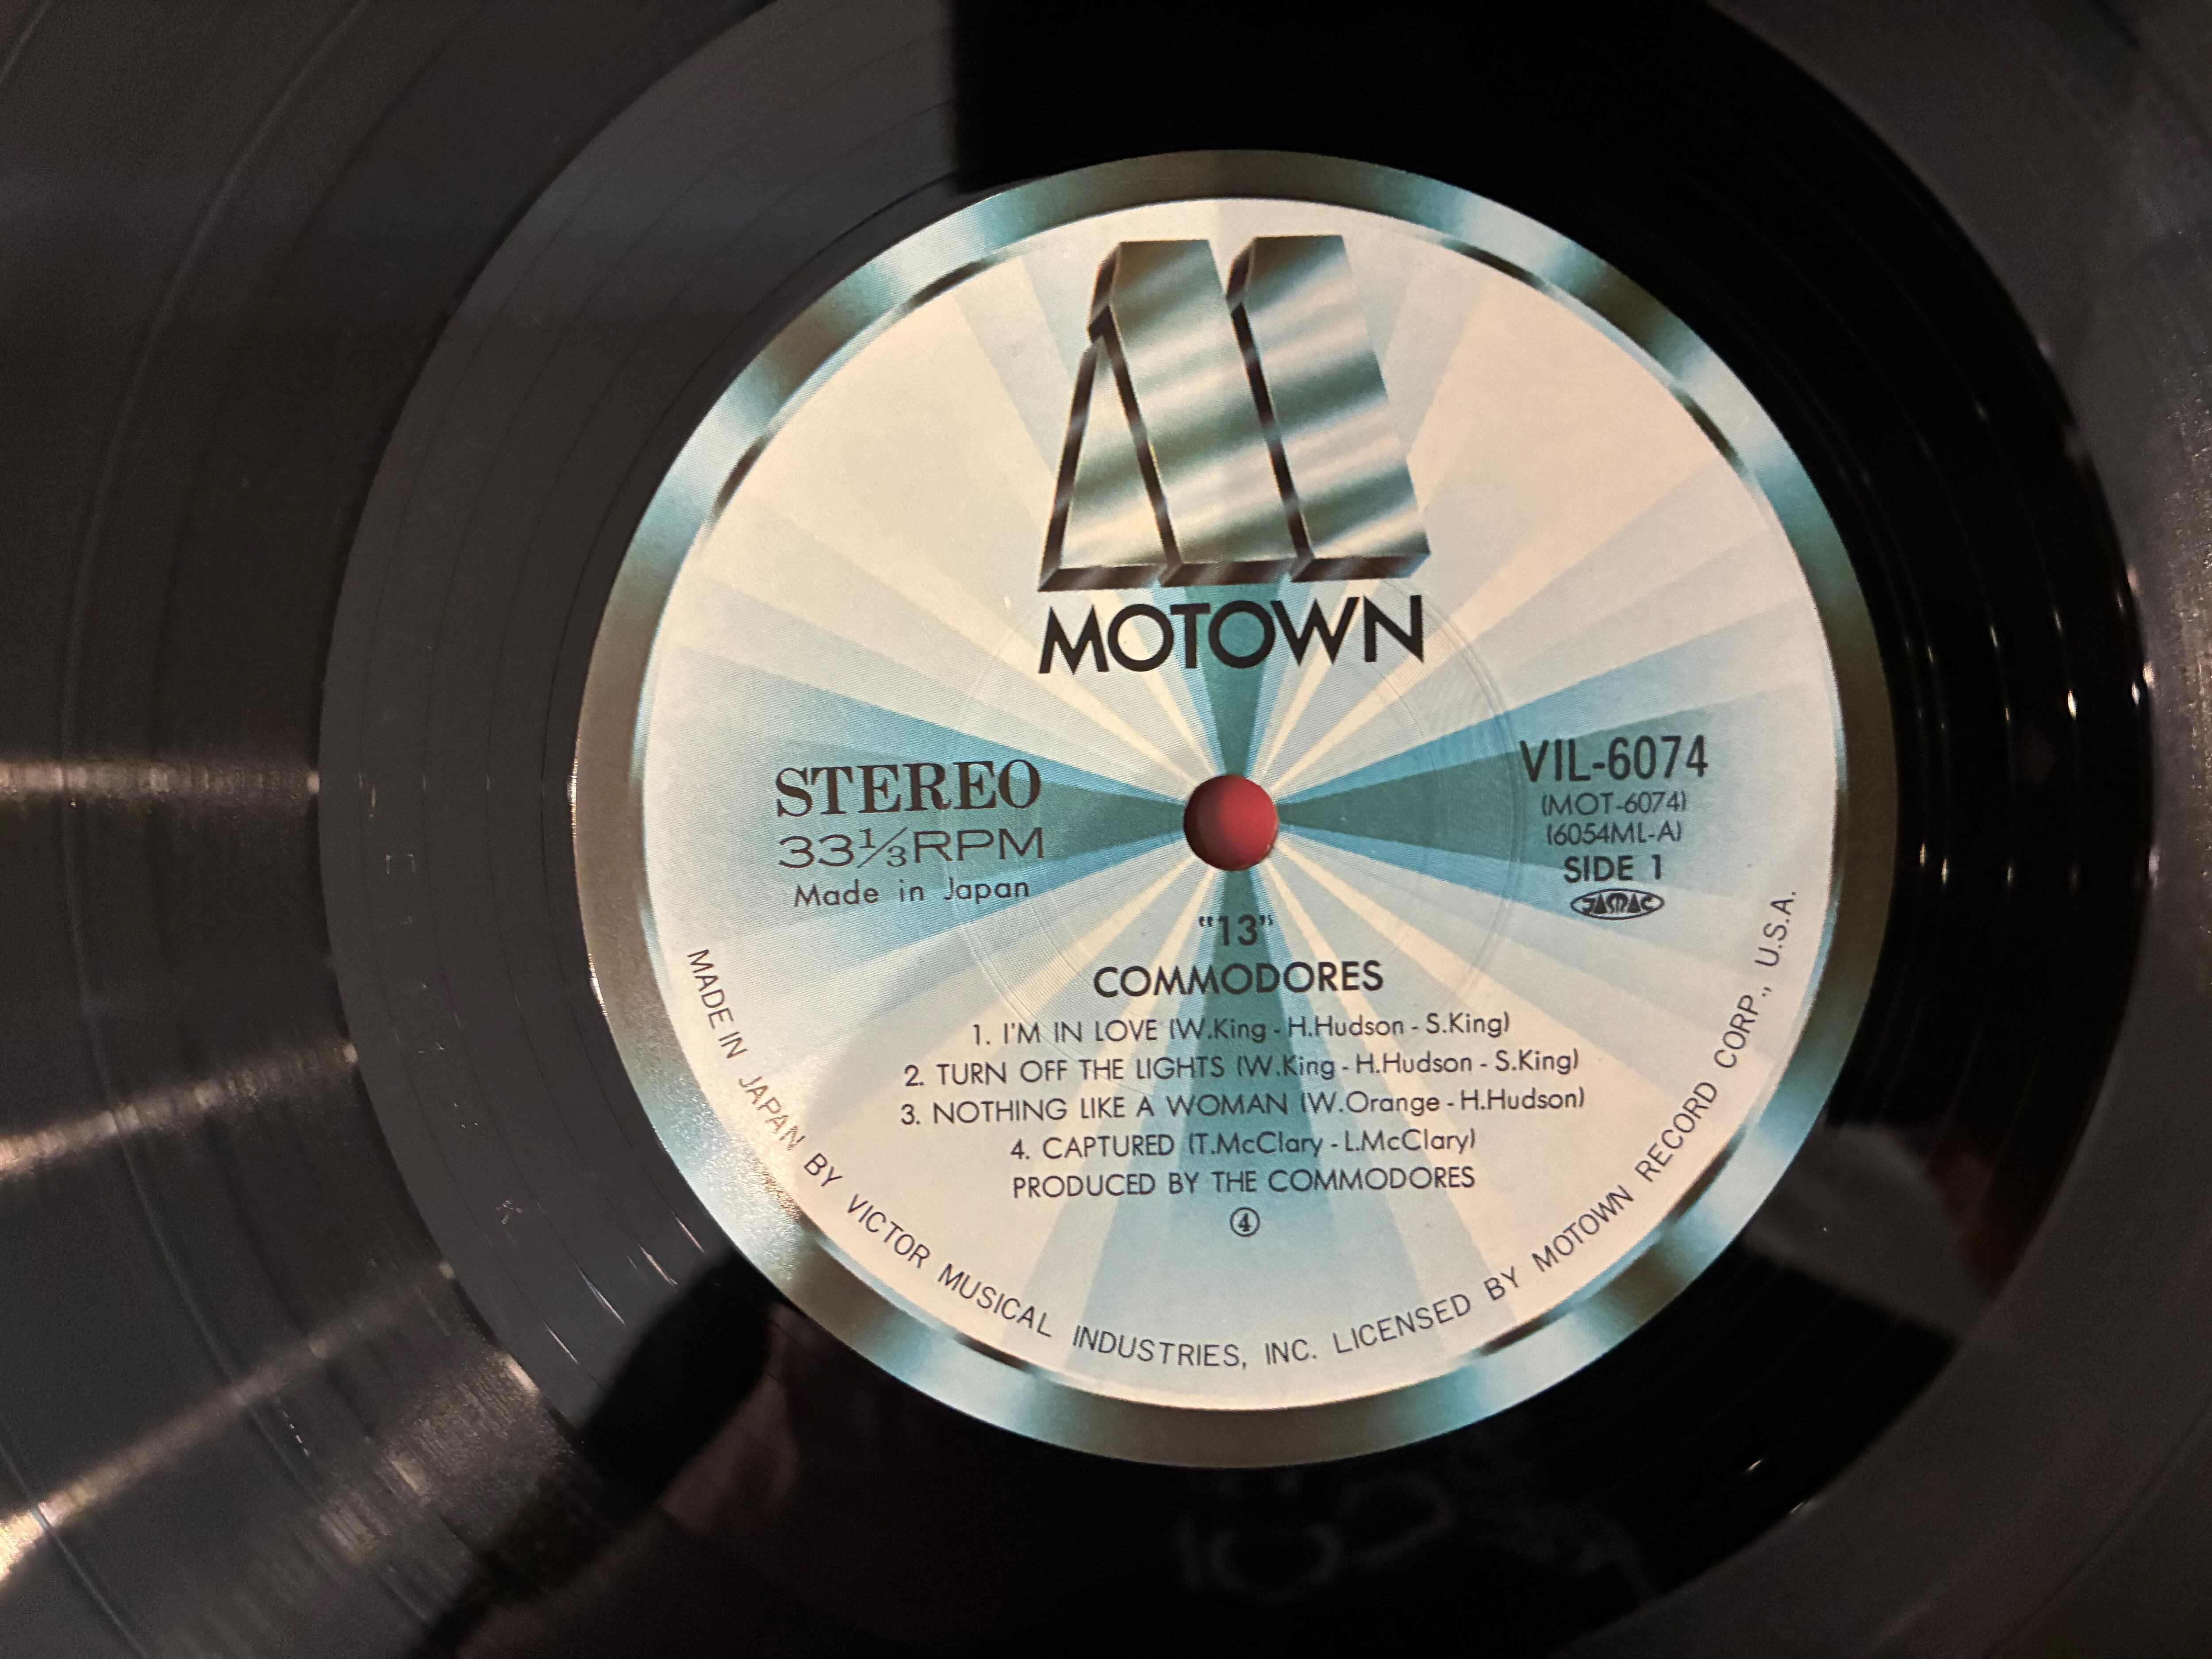 MOTOWN
STEREO
33⅓RPM
Made in Japan
VIL-6074
(MOT-6074)
(6054ML-A)
SIDE 1
JASRAC
"13"
COMMODORES
1. I'M IN LOVE (W.King - H.Hudson - S.King)
2. TURN OFF THE LIGHTS (W.King - H.Hudson - S.King)
3. NOTHING LIKE A WOMAN (W.Orange - H.Hudson)
4. CAPTURED (T.McClary - L.McClary)
PRODUCED BY THE COMMODORES
④
MADE IN JAPAN BY VICTOR MUSICAL INDUSTRIES, INC. LICENSED BY MOTOWN RECORD CORP., U.S.A.